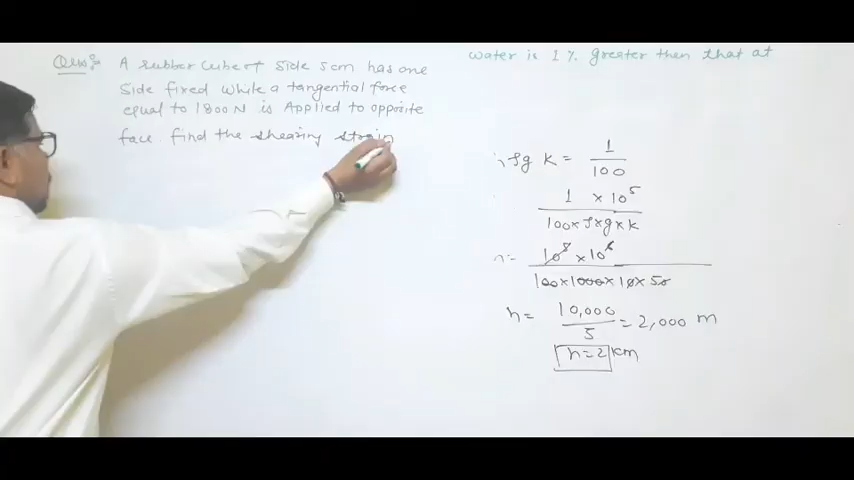 Ques:- A rubber cube of side 5cm has one
side fixed while a tangential force
equal to 1800 N is Applied to opposite
face. find the shearing strain
water is 1% greater then that at
ρg K = 1/100
1 × 10⁵
100×ρ×g×k
10⁸ × 10⁶
100×1000×10×50
h = 10,000/5 = 2,000 m
h=2 km